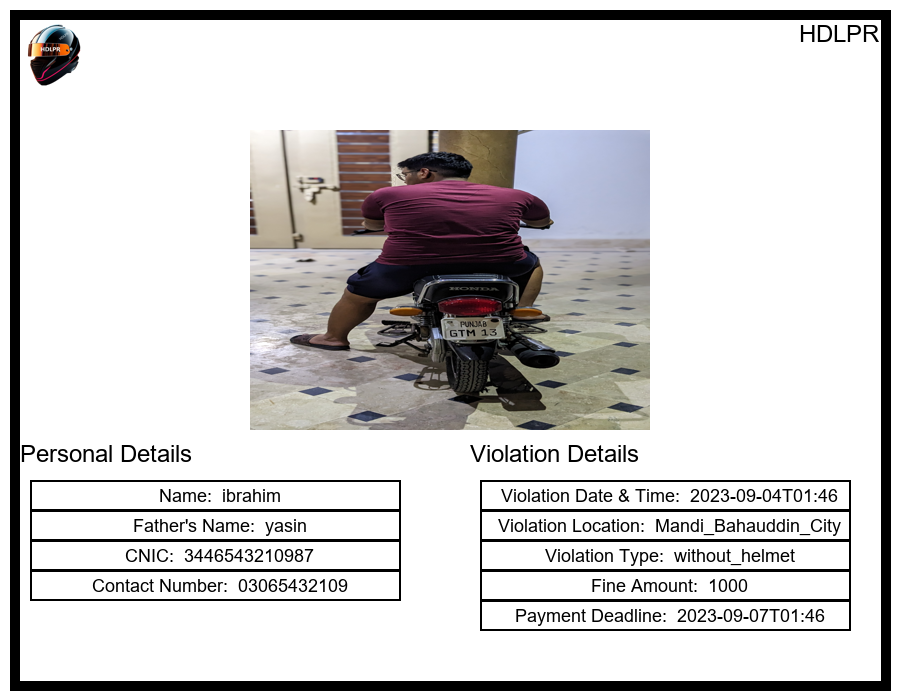 HDLPR
HDLPR
HONDA
PUNJAB
GTM 13
Personal Details
Name: ibrahim
Father's Name: yasin
CNIC: 3446543210987
Contact Number: 03065432109
Violation Details
Violation Date & Time: 2023-09-04T01:46
Violation Location: Mandi_Bahauddin_City
Violation Type: without_helmet
Fine Amount: 1000
Payment Deadline: 2023-09-07T01:46